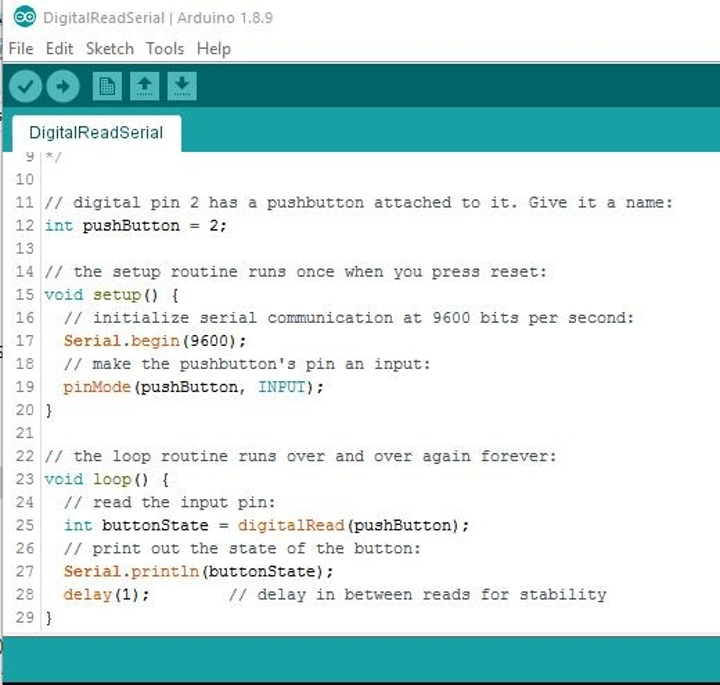 DigitalReadSerial | Arduino 1.8.9
File Edit Sketch Tools Help
DigitalReadSerial
9 */
10
11 // digital pin 2 has a pushbutton attached to it. Give it a name:
12 int pushButton = 2;
13
14 // the setup routine runs once when you press reset:
15 void setup() {
16   // initialize serial communication at 9600 bits per second:
17   Serial.begin(9600);
18   // make the pushbutton's pin an input:
19   pinMode(pushButton, INPUT);
20 }
21
22 // the loop routine runs over and over again forever:
23 void loop() {
24   // read the input pin:
25   int buttonState = digitalRead(pushButton);
26   // print out the state of the button:
27   Serial.println(buttonState);
28   delay(1);        // delay in between reads for stability
29 }